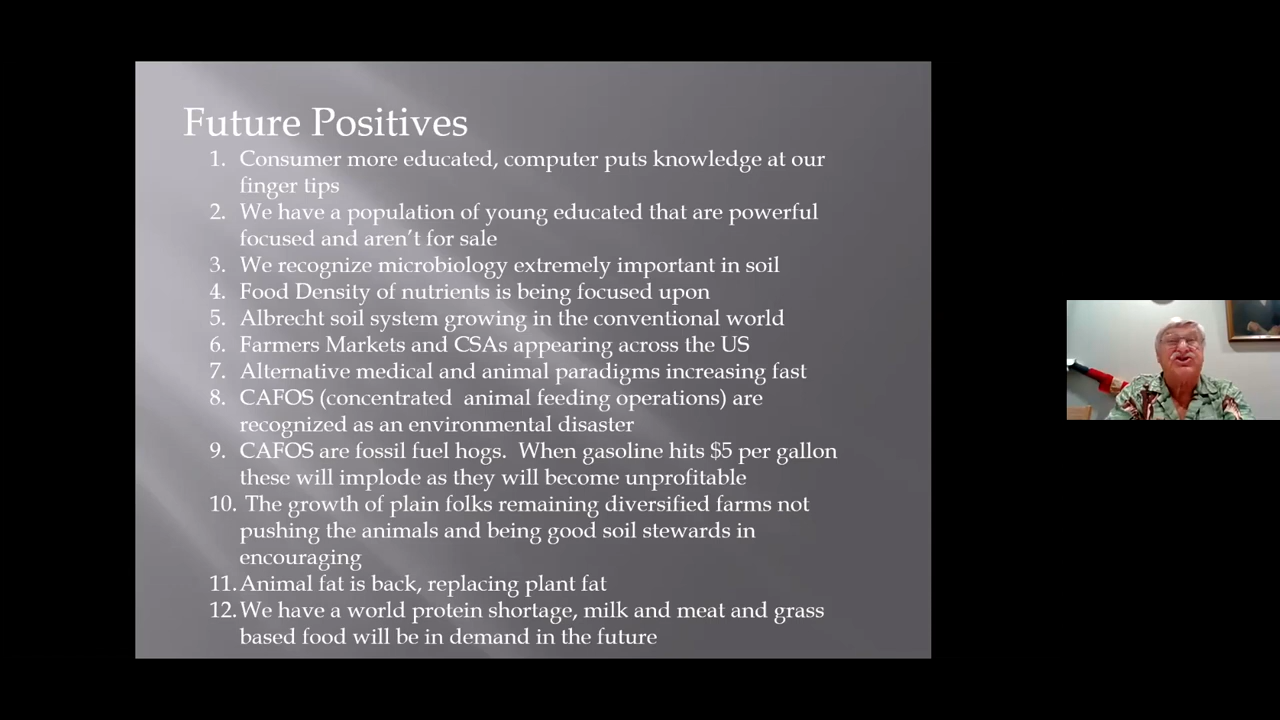 Future Positives
1. Consumer more educated, computer puts knowledge at our
finger tips
2. We have a population of young educated that are powerful
focused and aren't for sale
3. We recognize microbiology extremely important in soil
4. Food Density of nutrients is being focused upon
5. Albrecht soil system growing in the conventional world
6. Farmers Markets and CSAs appearing across the US
7. Alternative medical and animal paradigms increasing fast
8. CAFOS (concentrated  animal feeding operations) are
recognized as an environmental disaster
9. CAFOS are fossil fuel hogs.  When gasoline hits $5 per gallon
these will implode as they will become unprofitable
10. The growth of plain folks remaining diversified farms not
pushing the animals and being good soil stewards in
encouraging
11. Animal fat is back, replacing plant fat
12. We have a world protein shortage, milk and meat and grass
based food will be in demand in the future